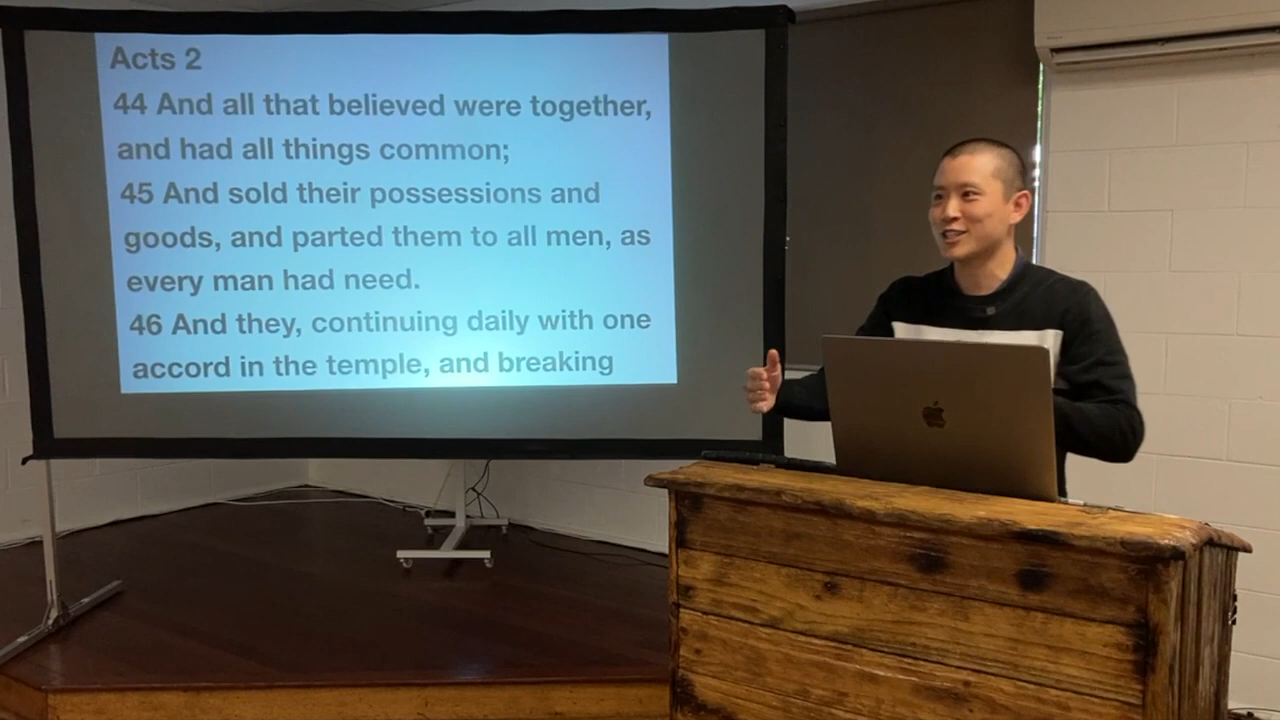 Acts 2
44 And all that believed were together,
and had all things common;
45 And sold their possessions and
goods, and parted them to all men, as
every man had need.
46 And they, continuing daily with one
accord in the temple, and breaking